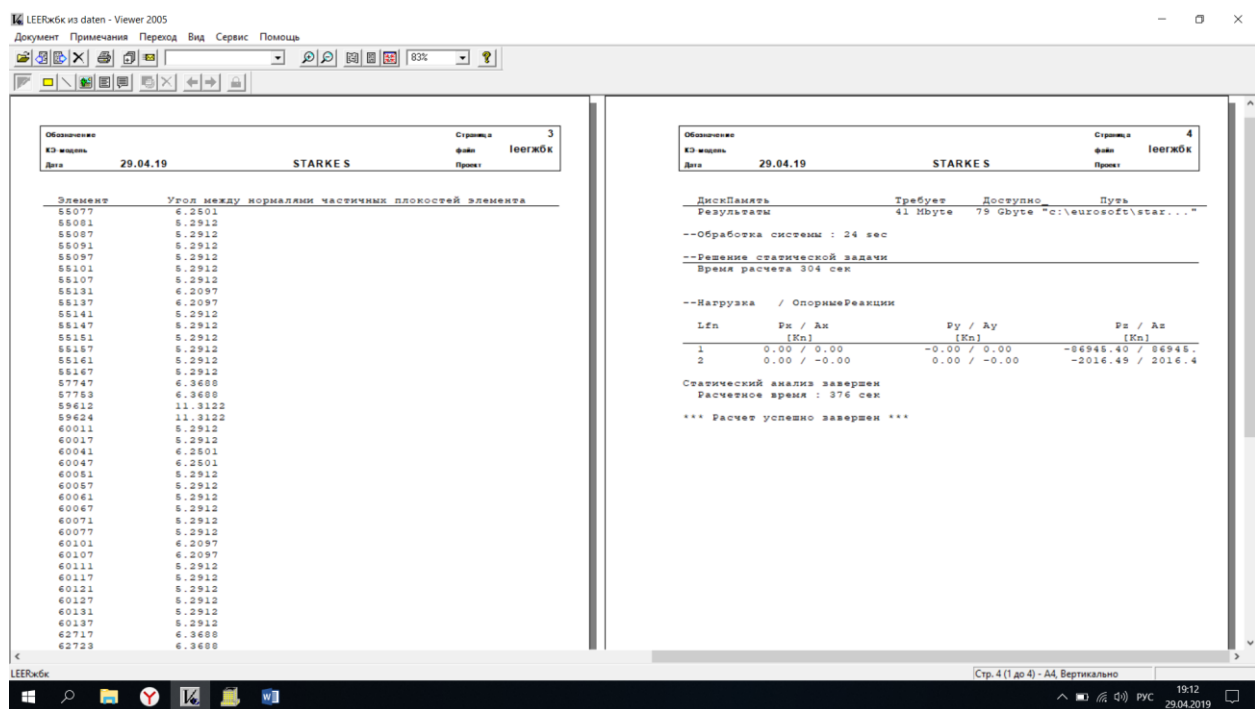 LEERжбк из daten - Viewer 2005
Документ Примечания Переход Вид Сервис Помощь
83%
Обозначение Страница 3
КЭ-модель файл leerжбк
Дата 29.04.19 STARKES Проект
Элемент Угол между нормалями частичных плокостей элемента
55077 6.2501
55081 5.2912
55087 5.2912
55091 5.2912
55097 5.2912
55101 5.2912
55107 5.2912
55131 6.2097
55137 6.2097
55141 5.2912
55147 5.2912
55151 5.2912
55157 5.2912
55161 5.2912
55167 5.2912
57747 6.3688
57753 6.3688
59612 11.3122
59624 11.3122
60011 5.2912
60017 5.2912
60041 6.2501
60047 6.2501
60051 5.2912
60057 5.2912
60061 5.2912
60067 5.2912
60071 5.2912
60077 5.2912
60101 6.2097
60107 6.2097
60111 5.2912
60117 5.2912
60121 5.2912
60127 5.2912
60131 5.2912
60137 5.2912
62717 6.3688
62723 6.3688
Обозначение Страница 4
КЭ-модель файл leerжбк
Дата 29.04.19 STARKES Проект
ДискПамять Требует Доступно_ Путь
Результаты 41 Mbyte 79 Gbyte "c:\eurosoft\star..."
--Обработка системы : 24 sec
--Решение статической задачи
Время расчета 304 сек
--Нагрузка / ОпорныеРеакции
Lfn Px / Ax Py / Ay Pz / Az
[Kn] [Kn] [Kn]
1 0.00 / 0.00 -0.00 / 0.00 -86945.40 / 86945.
2 0.00 / -0.00 0.00 / -0.00 -2016.49 / 2016.4
Статический анализ завершен
Расчетное время : 376 сек
*** Расчет успешно завершен ***
LEERжбк
Стр. 4 (1 до 4) - A4, Вертикально
РУС
19:12
29.04.2019